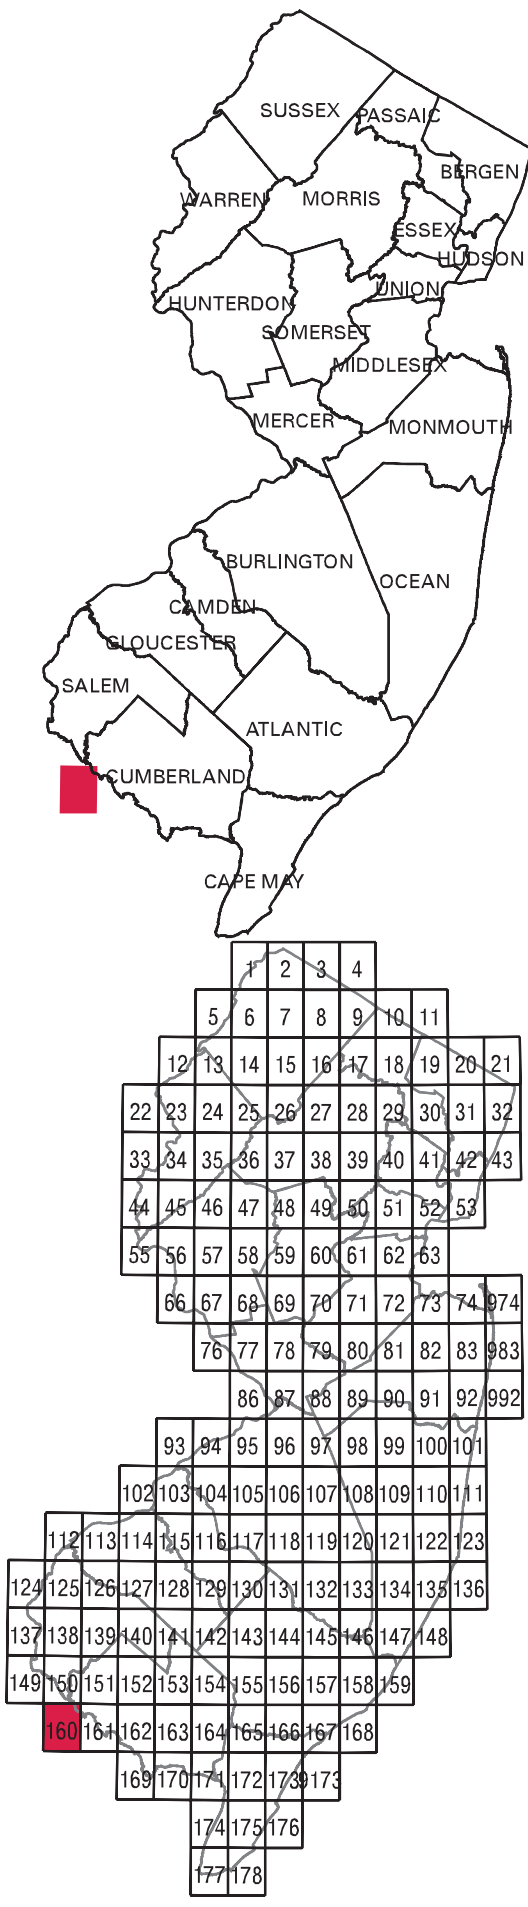 SUSSEX
PASSAIC
BERGEN
WARREN
MORRIS
ESSEX
HUDSON
UNION
HUNTERDON
SOMERSET
MIDDLESEX
MERCER
MONMOUTH
BURLINGTON
OCEAN
CAMDEN
GLOUCESTER
SALEM
ATLANTIC
CUMBERLAND
CAPE MAY
1 2 3 4
5 6 7 8 9 10 11
12 13 14 15 16 17 18 19 20 21
22 23 24 25 26 27 28 29 30 31 32
33 34 35 36 37 38 39 40 41 42 43
44 45 46 47 48 49 50 51 52 53
55 56 57 58 59 60 61 62 63
66 67 68 69 70 71 72 73 74 974
76 77 78 79 80 81 82 83 983
86 87 88 89 90 91 92 992
93 94 95 96 97 98 99 100 101
102 103 104 105 106 107 108 109 110 111
112 113 114 115 116 117 118 119 120 121 122 123
124 125 126 127 128 129 130 131 132 133 134 135 136
137 138 139 140 141 142 143 144 145 146 147 148
149 150 151 152 153 154 155 156 157 158 159
160 161 162 163 164 165 166 167 168
169 170 171 172 173 9173
174 175 176
177 178